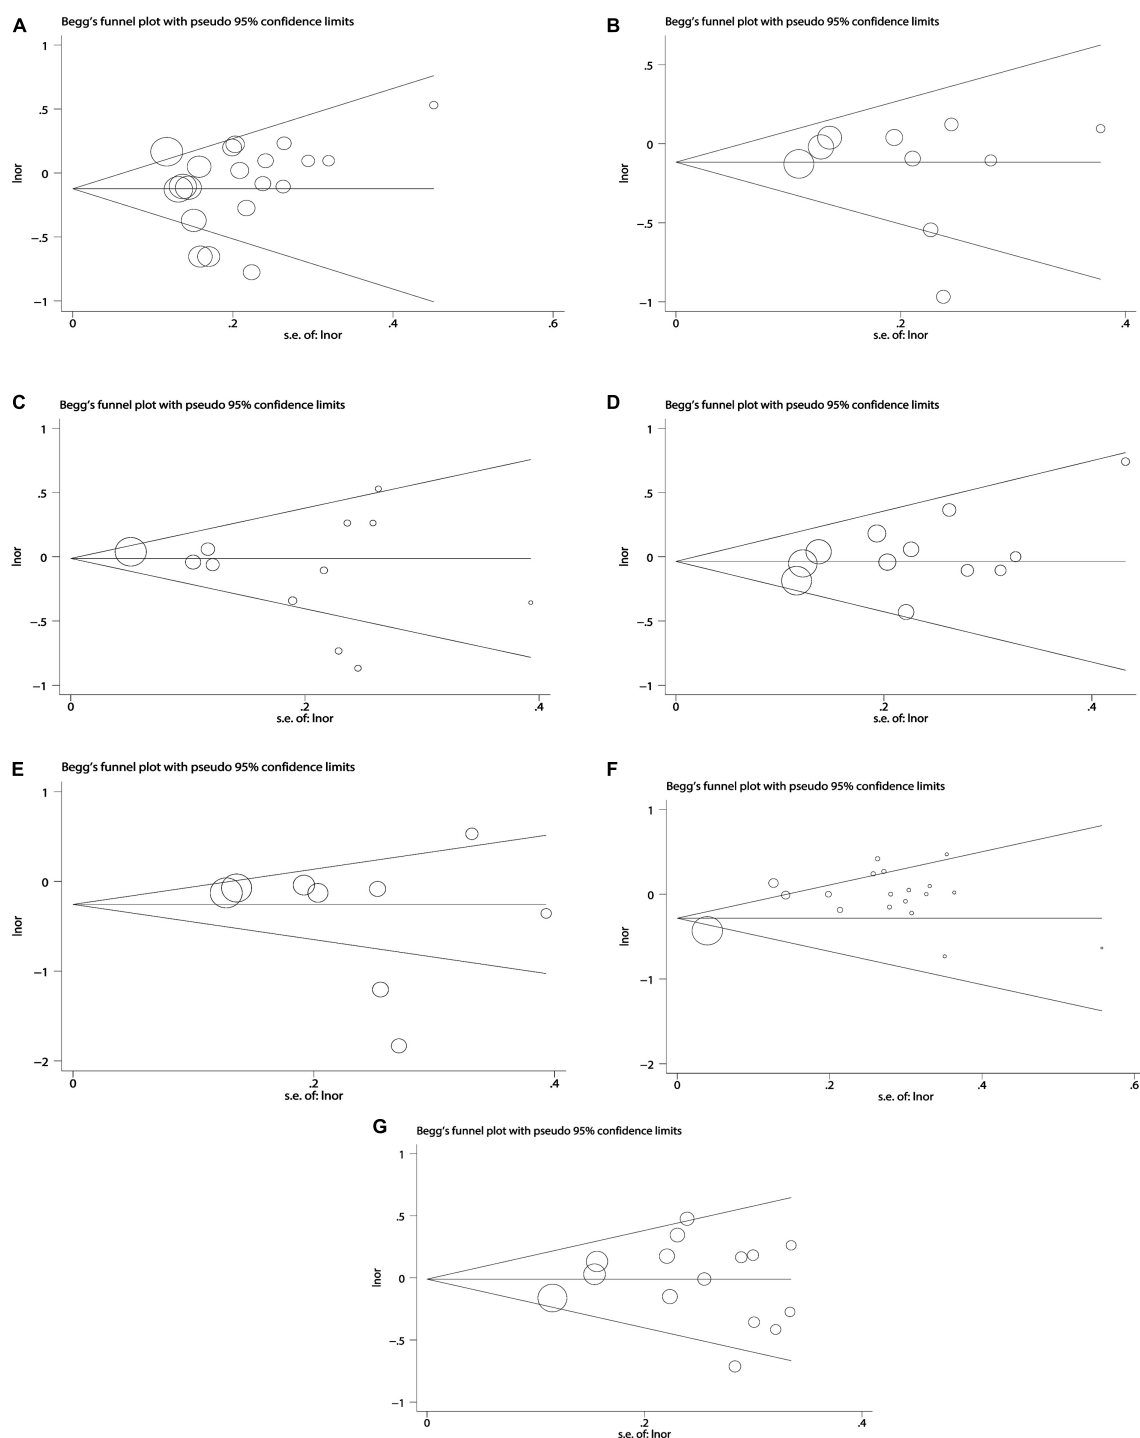 A
Begg's funnel plot with pseudo 95% confidence limits
1
.5
0
−.5
−1
lnor
0 .2 .4 .6
s.e. of: lnor
B
Begg's funnel plot with pseudo 95% confidence limits
.5
0
−.5
−1
lnor
0 .2 .4
s.e. of: lnor
C
Begg's funnel plot with pseudo 95% confidence limits
1
.5
0
−.5
−1
lnor
0 .2 .4
s.e. of: lnor
D
Begg's funnel plot with pseudo 95% confidence limits
1
.5
0
−.5
−1
lnor
0 .2 .4
s.e. of: lnor
E
Begg's funnel plot with pseudo 95% confidence limits
1
0
−1
−2
lnor
0 .2 .4
s.e. of: lnor
F
Begg's funnel plot with pseudo 95% confidence limits
1
0
−1
−2
lnor
0 .2 .4 .6
s.e. of: lnor
G
Begg's funnel plot with pseudo 95% confidence limits
1
.5
0
−.5
−1
lnor
0 .2 .4
s.e. of: lnor